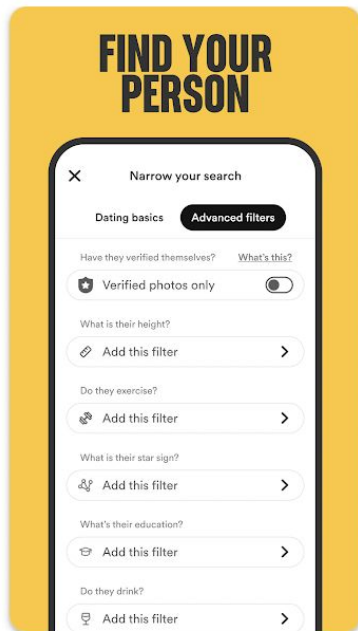 FIND YOUR
PERSON
Narrow your search
Dating basics
Advanced filters
Have they verified themselves? What's this?
Verified photos only
What is their height?
Add this filter
Do they exercise?
Add this filter
What is their star sign?
Add this filter
What's their education?
Add this filter
Do they drink?
Add this filter